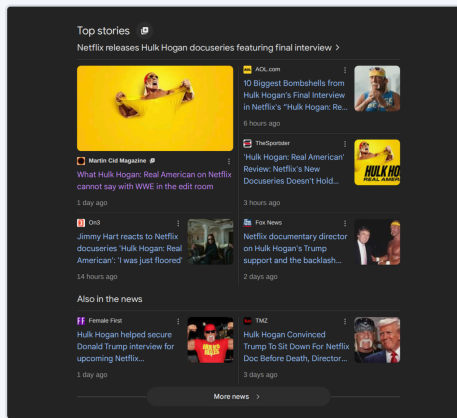 Top stories
Netflix releases Hulk Hogan docuseries featuring final interview
Martin Cid Magazine
What Hulk Hogan: Real American on Netflix
cannot say with WWE in the edit room
1 day ago
AOL.com
10 Biggest Bombshells from
Hulk Hogan's Final Interview
in Netflix's "Hulk Hogan: Re...
6 hours ago
TheSportster
'Hulk Hogan: Real American'
Review: Netflix's New
Docuseries Doesn't Hold...
3 hours ago
HULK HO
REAL AMER
On3
Jimmy Hart reacts to Netflix
docuseries 'Hulk Hogan: Real
American': 'I was just floored'
14 hours ago
Fox News
Netflix documentary director
on Hulk Hogan's Trump
support and the backlash...
2 days ago
Also in the news
FF Female First
Hulk Hogan helped secure
Donald Trump interview for
upcoming Netflix...
1 day ago
TMZ
Hulk Hogan Convinced
Trump To Sit Down For Netflix
Doc Before Death, Director...
3 days ago
More news